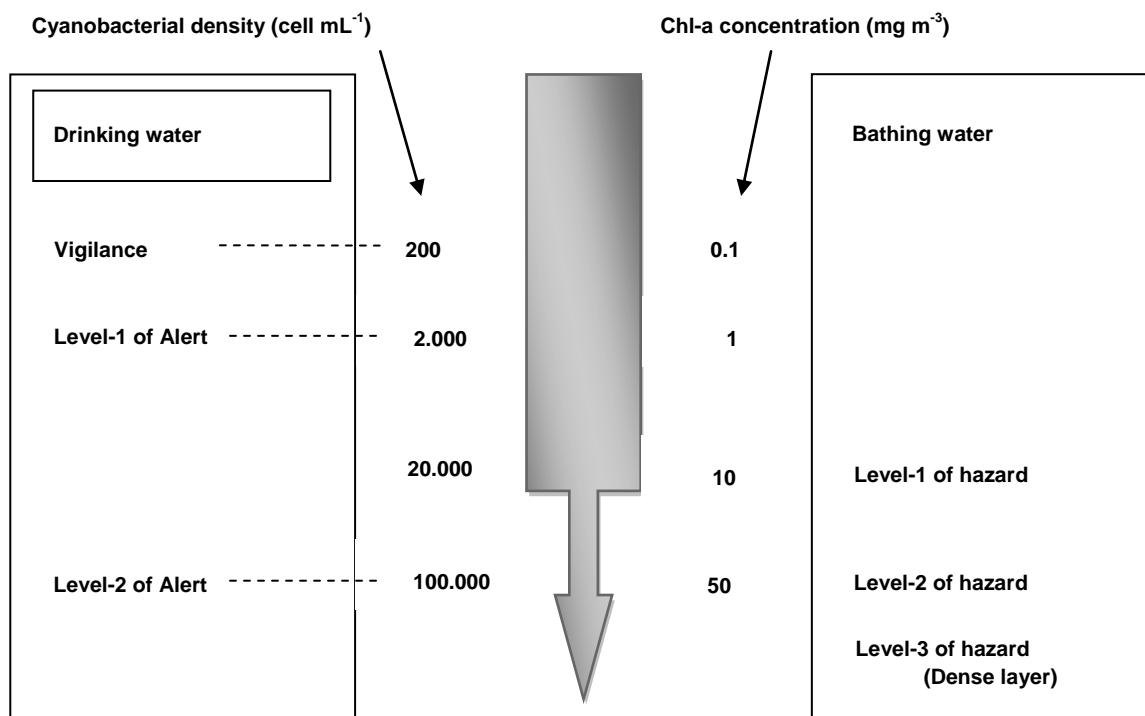 Cyanobacterial density (cell mL⁻¹)
Chl-a concentration (mg m⁻³)
Drinking water
Bathing water
Vigilance
200
0.1
Level-1 of Alert
2.000
1
20.000
10
Level-1 of hazard
Level-2 of Alert
100.000
50
Level-2 of hazard
Level-3 of hazard
(Dense layer)